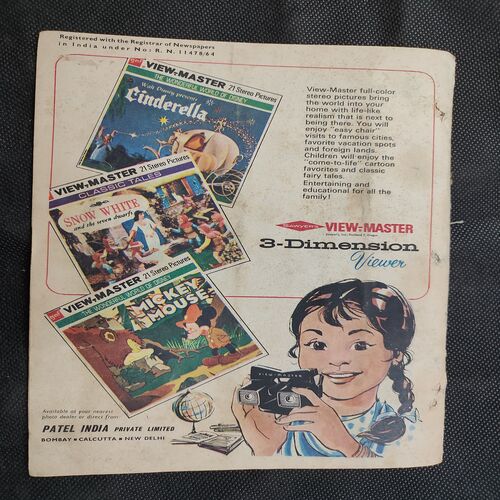 Registered with the Registrar of Newspapers
in India under No: R. N. 11478/64
VIEW-MASTER 21 Stereo Pictures
THE WONDERFUL WORLD OF DISNEY
Walt Disney presents
Cinderella
VIEW-MASTER 21 Stereo Pictures
CLASSIC TALES
SNOW WHITE
and the seven dwarfs
VIEW-MASTER 21 Stereo Pictures
THE WONDERFUL WORLD OF DISNEY
MICKEY
MOUSE
View-Master full-color
stereo pictures bring
the world into your
home with life-like
realism that is next to
being there. You will
enjoy "easy chair"
visits to famous cities,
favorite vacation spots
and foreign lands.
Children will enjoy the
"come-to-life" cartoon
favorites and classic
fairy tales.
Entertaining and
educational for all the
family!
SAWYER'S VIEW-MASTER
3-Dimension
Viewer
VIEW-MASTER
Available at your nearest
photo dealer or direct from
PATEL INDIA PRIVATE LIMITED
BOMBAY • CALCUTTA • NEW DELHI